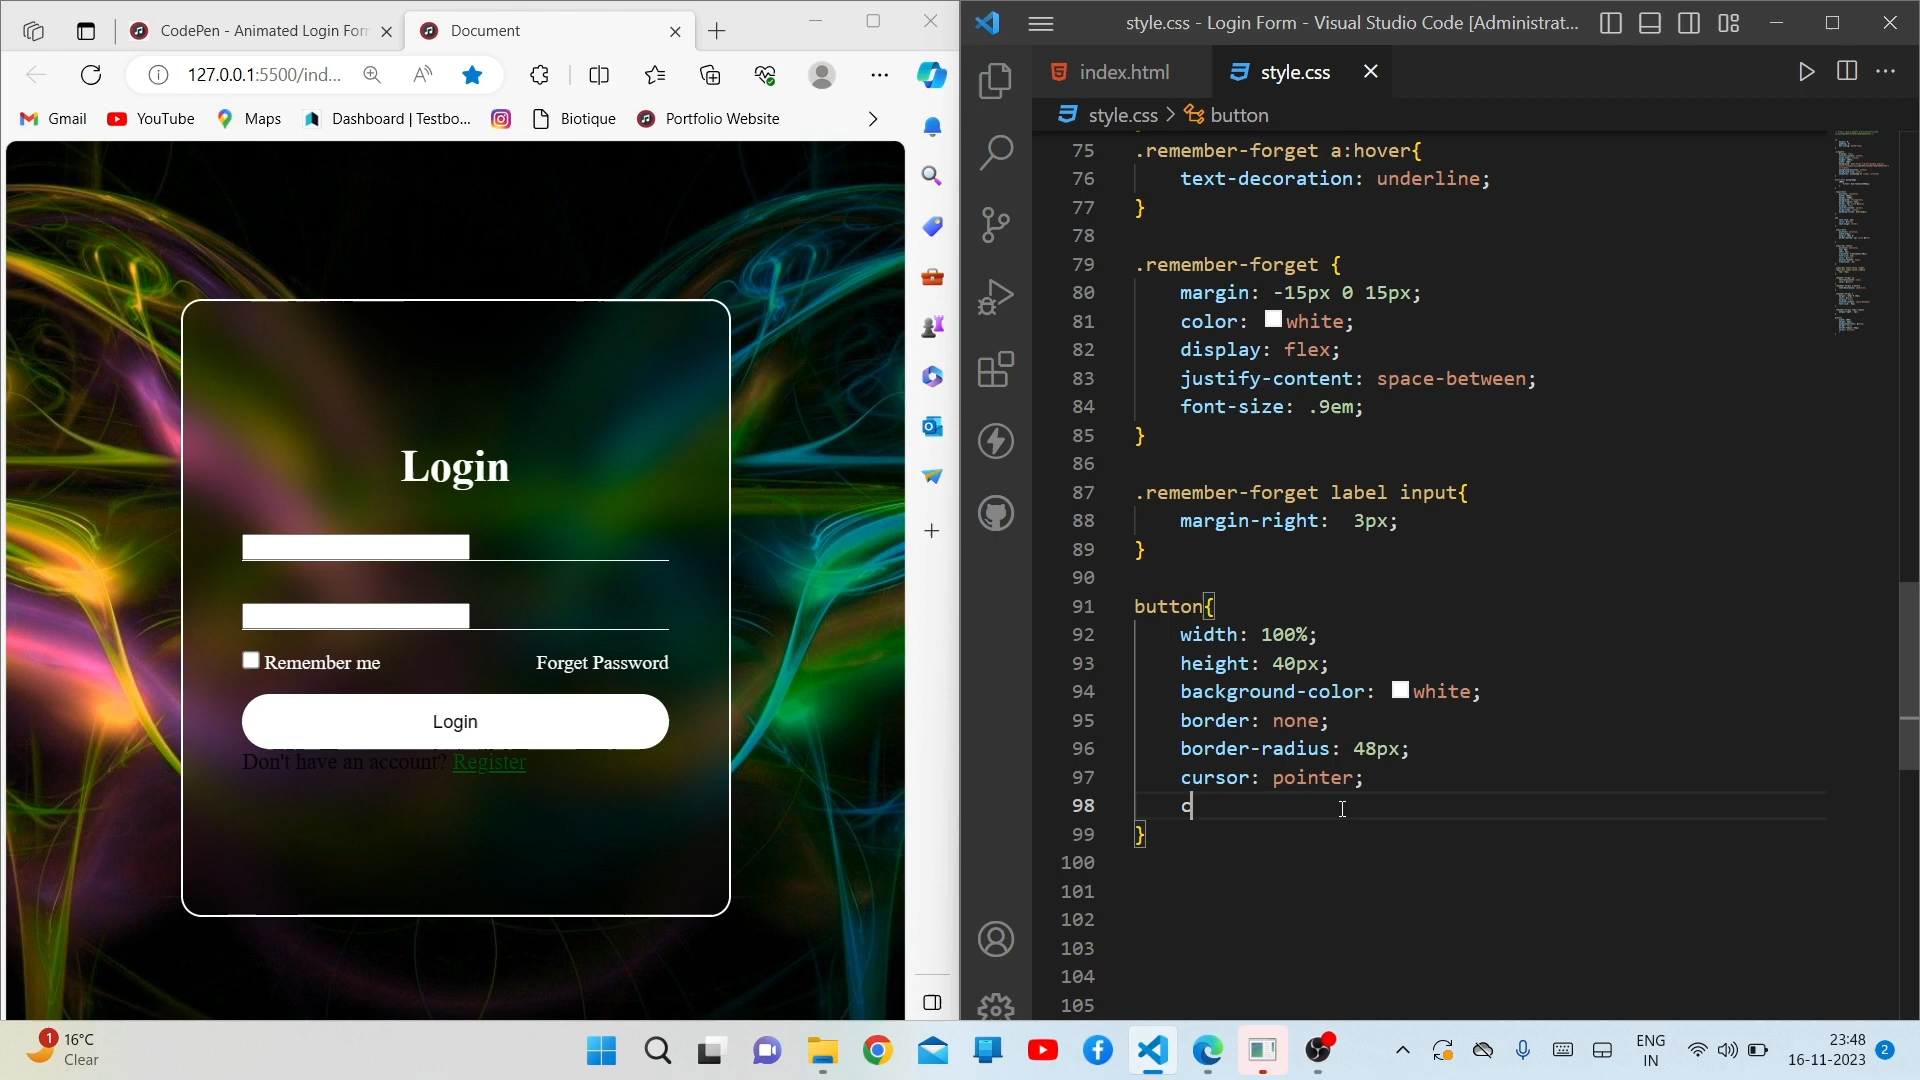 CodePen - Animated Login For
Document
127.0.0.1:5500/ind...
Gmail
YouTube
Maps
Dashboard | Testbo...
Biotique
Portfolio Website
Login
Remember me
Forget Password
Login
Don't have an account? Register
style.css - Login Form - Visual Studio Code [Administrat...
index.html
style.css
style.css > button
75 .remember-forget a:hover{
76 text-decoration: underline;
77 }
78
79 .remember-forget {
80 margin: -15px 0 15px;
81 color: white;
82 display: flex;
83 justify-content: space-between;
84 font-size: .9em;
85 }
86
87 .remember-forget label input{
88 margin-right:  3px;
89 }
90
91 button{
92 width: 100%;
93 height: 40px;
94 background-color: white;
95 border: none;
96 border-radius: 48px;
97 cursor: pointer;
98 c
99 }
100
101
102
103
104
105
1
16°C
Clear
ENG
IN
23:48
16-11-2023
2